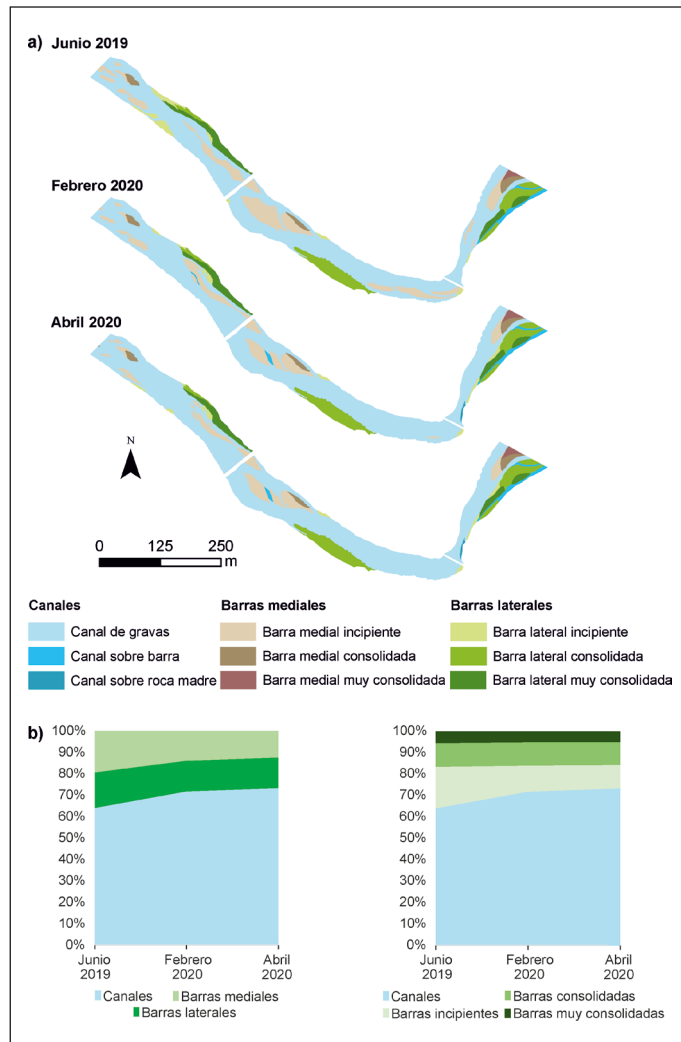 a)
Junio 2019
Febrero 2020
Abril 2020
N
0 125 250
m
Canales
Canal de gravas
Canal sobre barra
Canal sobre roca madre
Barras mediales
Barra medial incipiente
Barra medial consolidada
Barra medial muy consolidada
Barras laterales
Barra lateral incipiente
Barra lateral consolidada
Barra lateral muy consolidada
b)
100%
90%
80%
70%
60%
50%
40%
30%
20%
10%
0%
Junio
2019
Febrero
2020
Abril
2020
Canales
Barras mediales
Barras laterales
100%
90%
80%
70%
60%
50%
40%
30%
20%
10%
0%
Junio
2019
Febrero
2020
Abril
2020
Canales
Barras consolidadas
Barras incipientes
Barras muy consolidadas